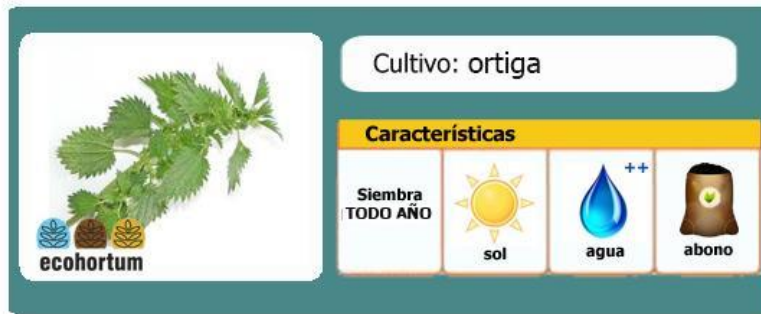 Cultivo: ortiga
Características
Siembra
TODO AÑO
sol
++
agua
abono
ecohortum